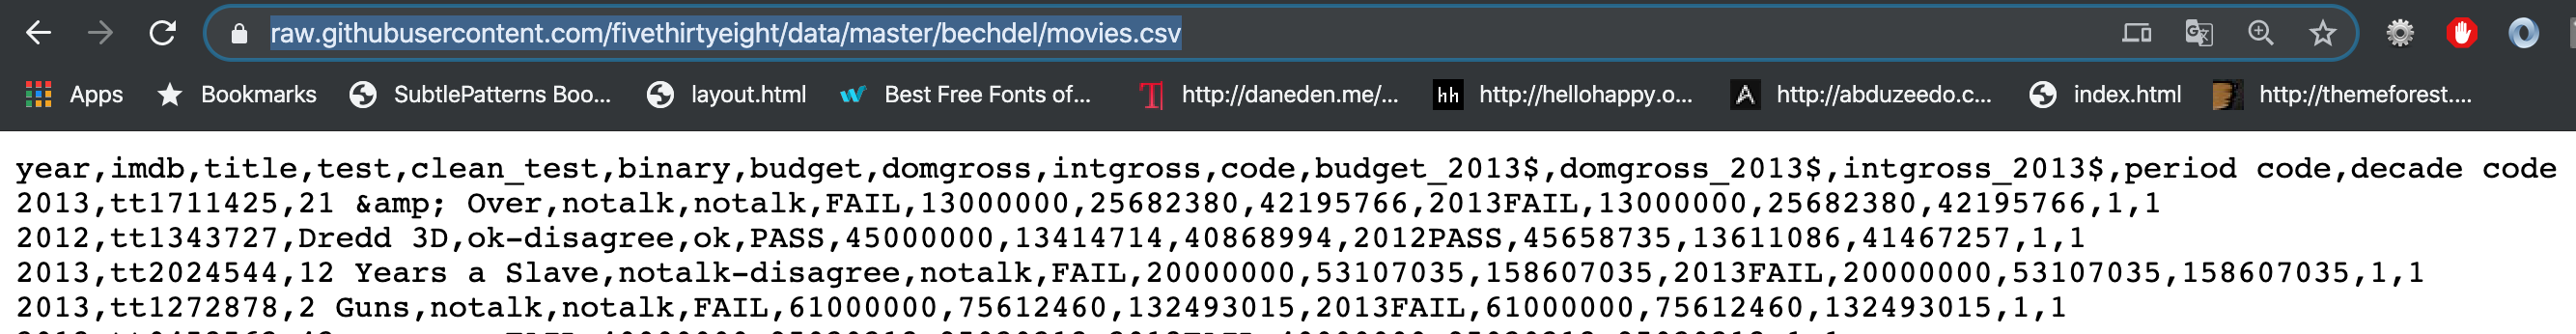 raw.githubusercontent.com/fivethirtyeight/data/master/bechdel/movies.csv
Apps Bookmarks SubtlePatterns Boo... layout.html Best Free Fonts of... http://daneden.me/... hh http://hellohappy.o... A http://abduzeedo.c... index.html http://themeforest....
year,imdb,title,test,clean_test,binary,budget,domgross,intgross,code,budget_2013$,domgross_2013$,intgross_2013$,period code,decade code
2013,tt1711425,21 &amp; Over,notalk,notalk,FAIL,13000000,25682380,42195766,2013FAIL,13000000,25682380,42195766,1,1
2012,tt1343727,Dredd 3D,ok-disagree,ok,PASS,45000000,13414714,40868994,2012PASS,45658735,13611086,41467257,1,1
2013,tt2024544,12 Years a Slave,notalk-disagree,notalk,FAIL,20000000,53107035,158607035,2013FAIL,20000000,53107035,158607035,1,1
2013,tt1272878,2 Guns,notalk,notalk,FAIL,61000000,75612460,132493015,2013FAIL,61000000,75612460,132493015,1,1